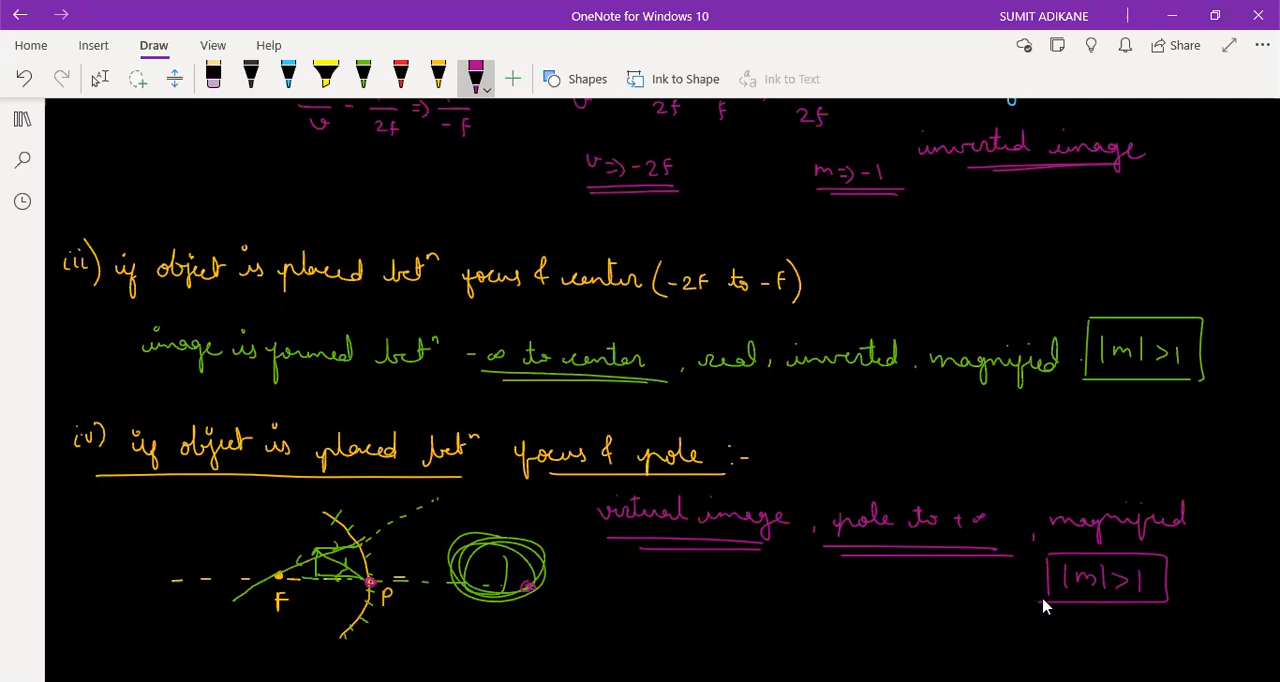 OneNote for Windows 10
SUMIT ADIKANE
Home Insert Draw View Help
Share
Shapes
Ink to Shape
Ink to Text
v - 2f => -F
2f f
2f
v => -2f
m => -1
inverted image
iii) if object is placed betⁿ focus & center (-2F to -F)
image is formed betⁿ -∞ to center, real, inverted. magnified. |m| > 1
iv) if object is placed betⁿ focus & pole :-
virtual image, pole to +∞, magnified
|m| > 1
F
P